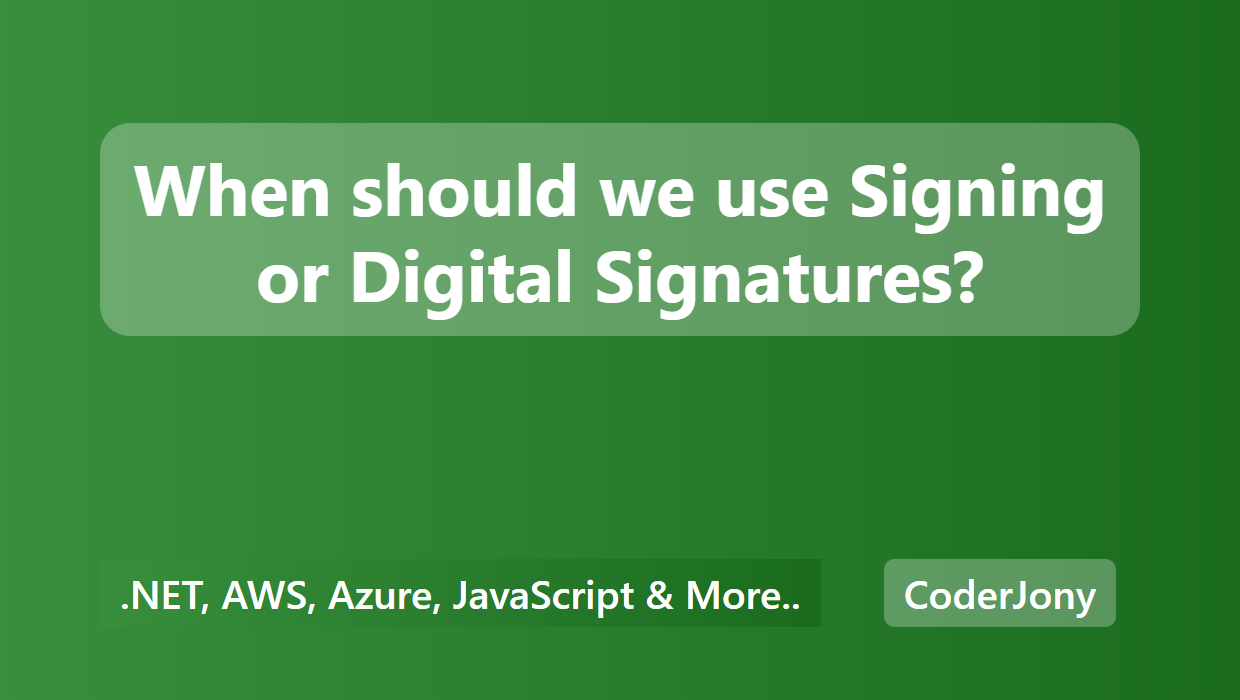 When should we use Signing
or Digital Signatures?
.NET, AWS, Azure, JavaScript & More..
CoderJony